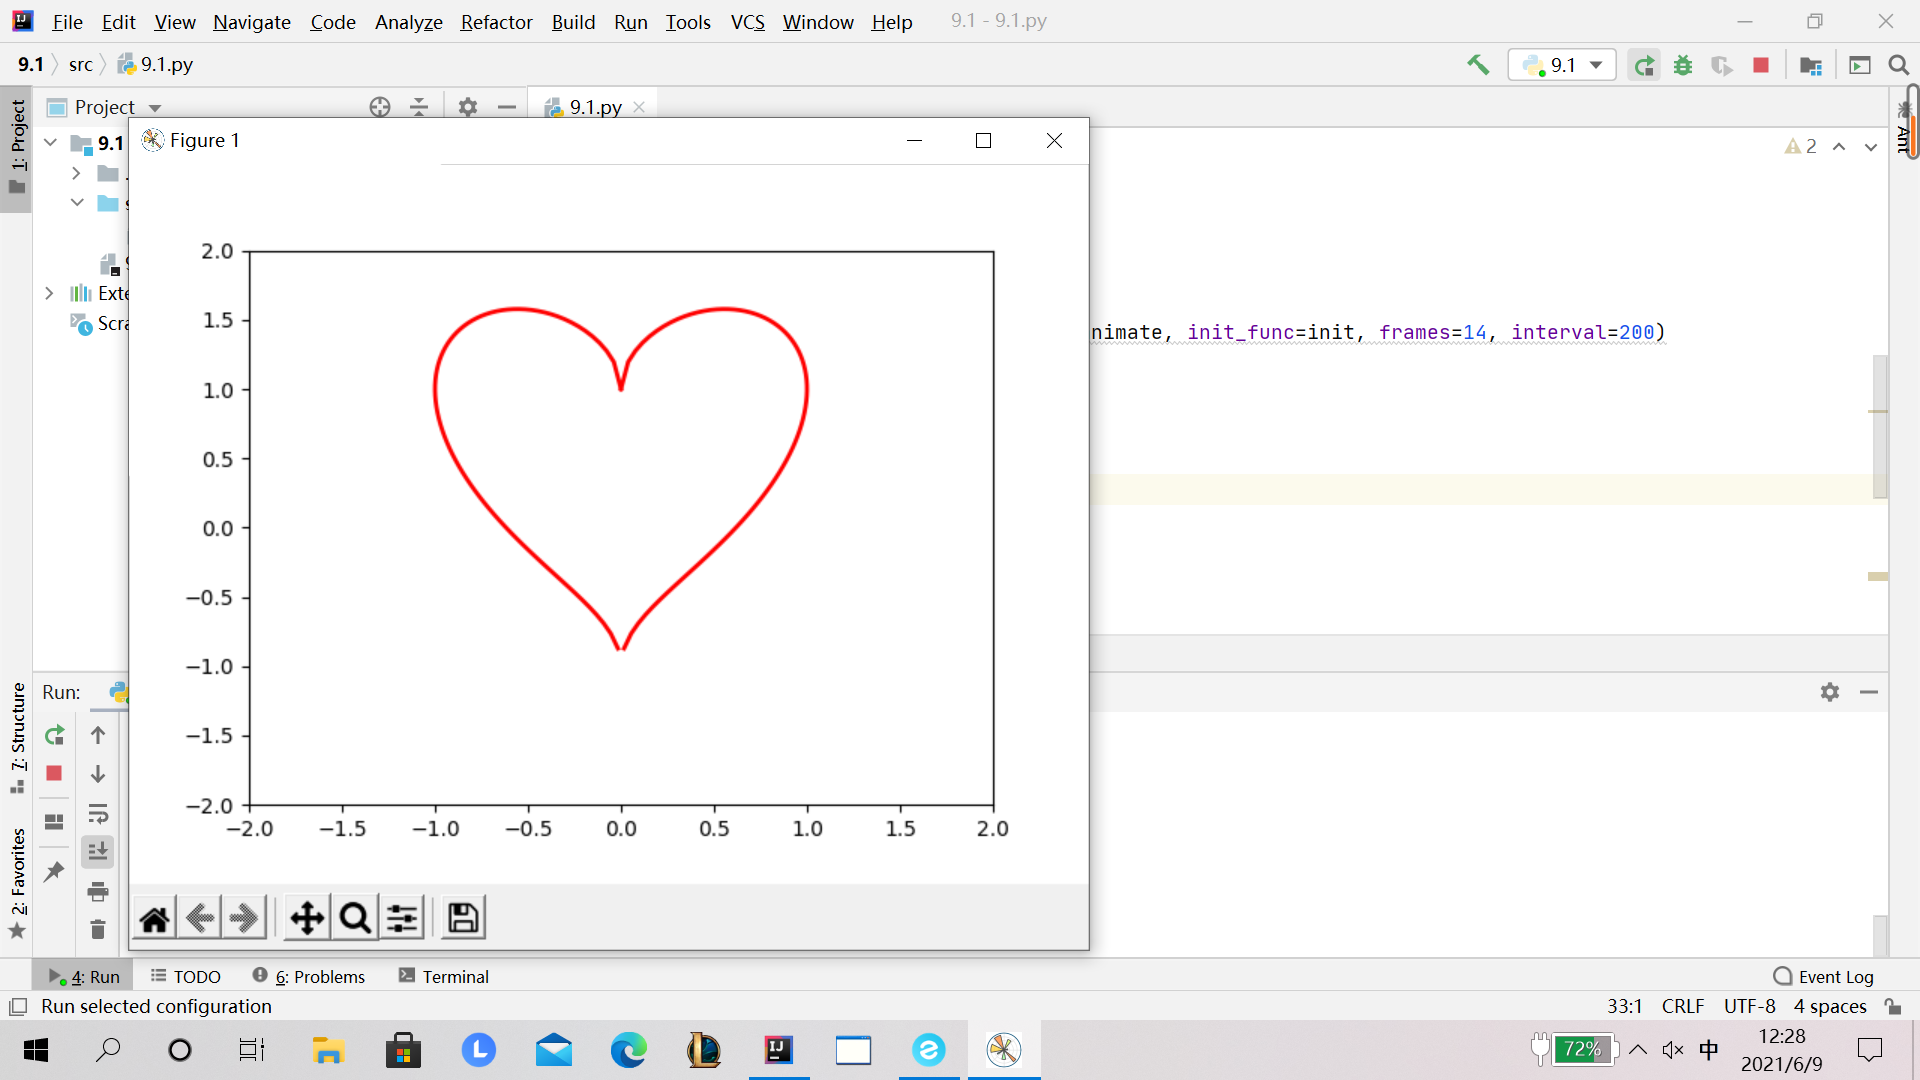 File Edit View Navigate Code Analyze Refactor Build Run Tools VCS Window Help 9.1 - 9.1.py
9.1 src 9.1.py 9.1
1: Project
Project 9.1.py
Ant
Figure 1
9.1
2
Exte
Scra
nimate, init_func=init, frames=14, interval=200)
2.0
1.5
1.0
0.5
0.0
−0.5
−1.0
−1.5
−2.0
−2.0 −1.5 −1.0 −0.5 0.0 0.5 1.0 1.5 2.0
7: Structure
2: Favorites
Run:
4: Run TODO 6: Problems Terminal Event Log
Run selected configuration 33:1 CRLF UTF-8 4 spaces
72% 中 12:28
2021/6/9